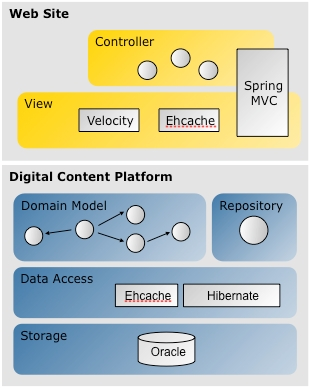 Web Site
Controller
Spring
MVC
View
Velocity
Ehcache
Digital Content Platform
Domain Model
Repository
Data Access
Ehcache
Hibernate
Storage
Oracle